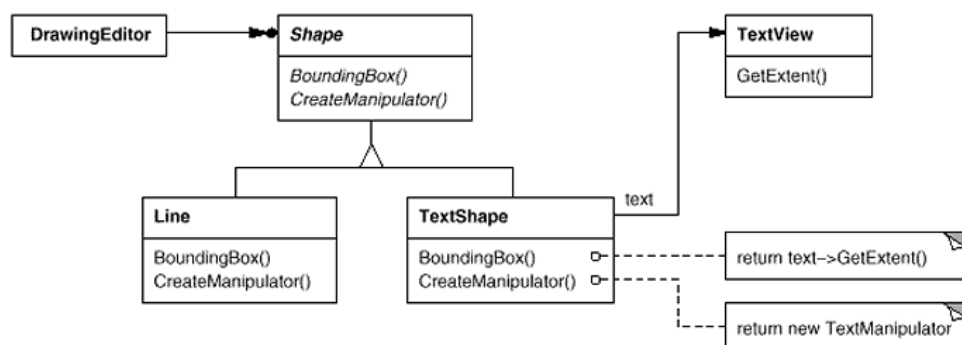 DrawingEditor
Shape
BoundingBox()
CreateManipulator()
TextView
GetExtent()
Line
BoundingBox()
CreateManipulator()
TextShape
BoundingBox()
CreateManipulator()
text
return text->GetExtent()
return new TextManipulator